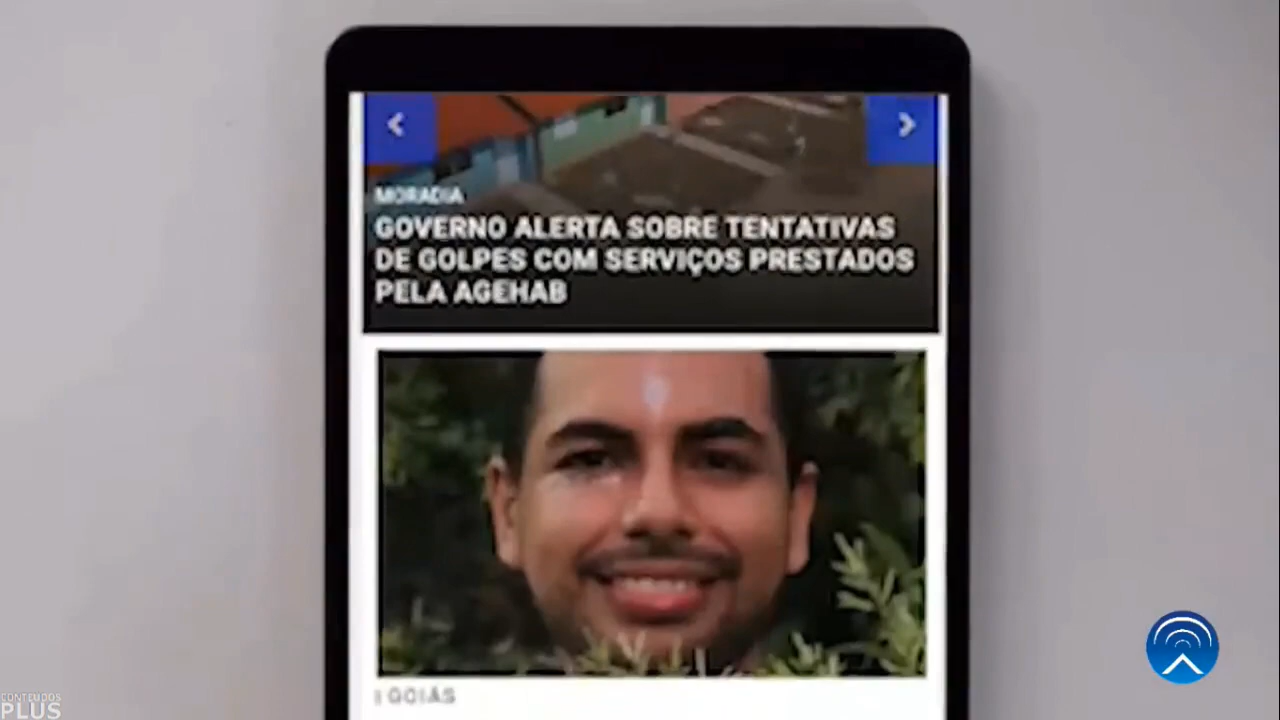 MORADIA
GOVERNO ALERTA SOBRE TENTATIVAS
DE GOLPES COM SERVIÇOS PRESTADOS
PELA AGEHAB
| GOIÁS
CONTEÚDOS
PLUS